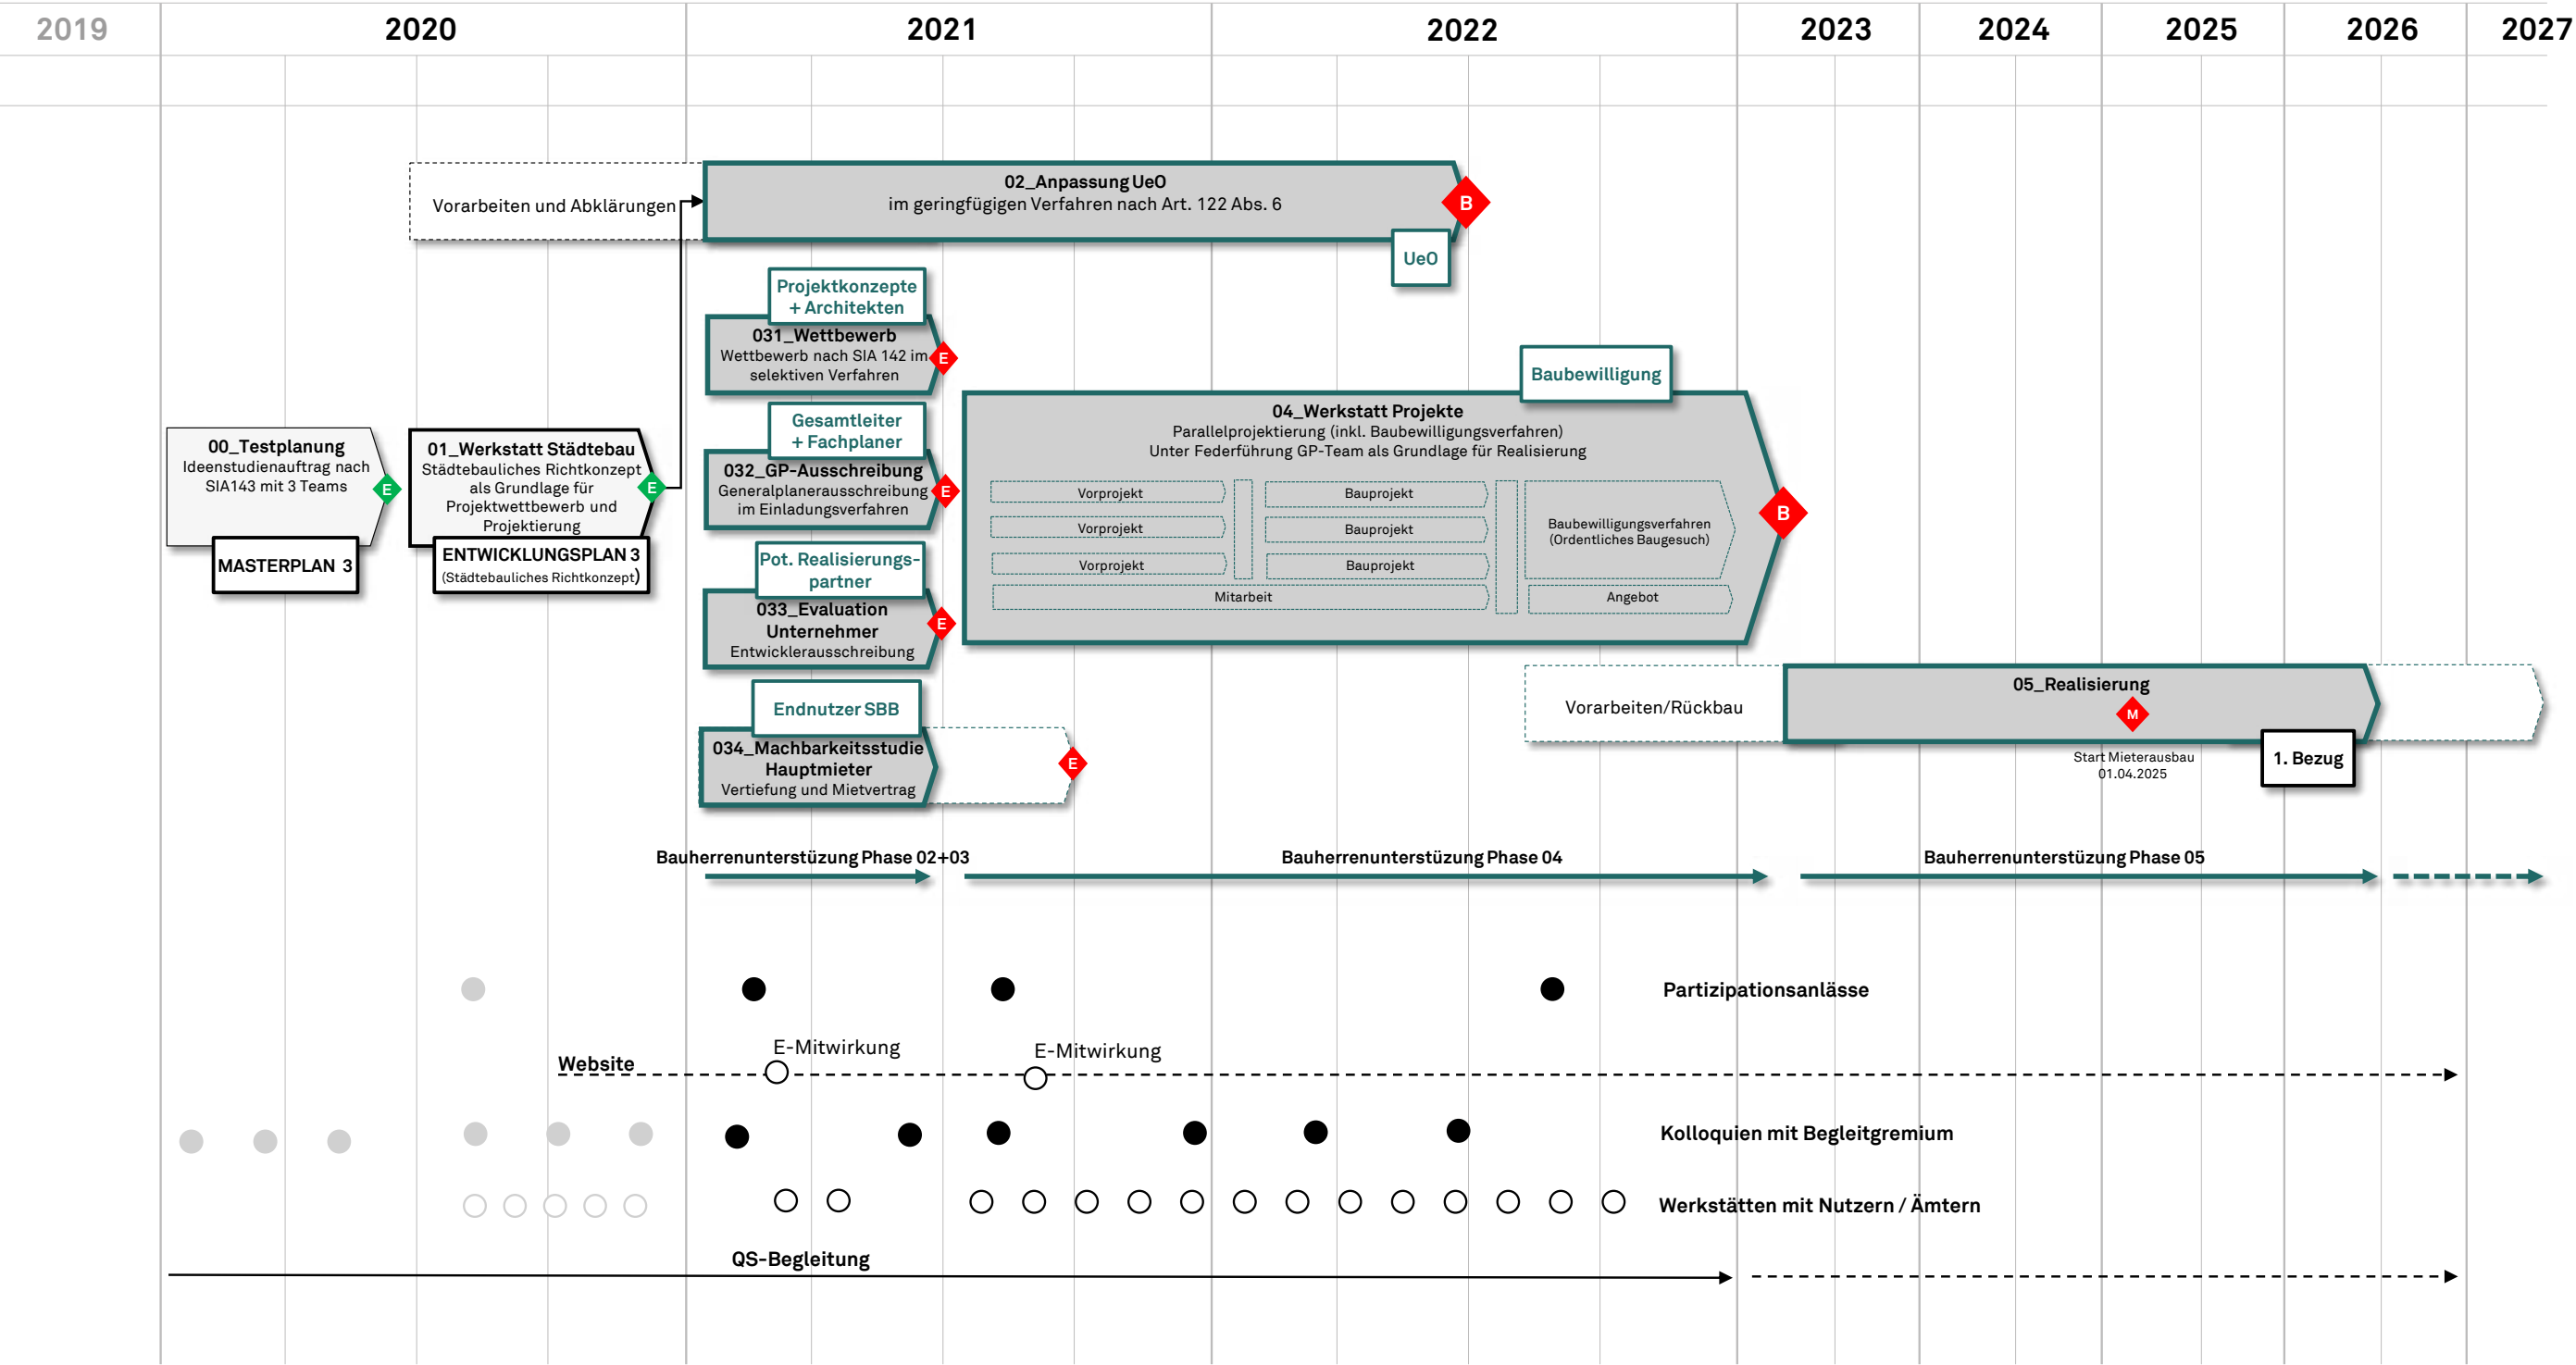 2019
2020
2021
2022
2023
2024
2025
2026
2027
02_Anpassung UeO
im geringfügigen Verfahren nach Art. 122 Abs. 6
Vorarbeiten und Abklärungen
B
UeO
Projektkonzepte
+ Architekten
031_Wettbewerb
Wettbewerb nach SIA 142 im
selektiven Verfahren
E
Baubewilligung
Gesamtleiter
+ Fachplaner
032_GP-Ausschreibung
Generalplanerausschreibung
im Einladungsverfahren
E
04_Werkstatt Projekte
Parallelprojektierung (inkl. Baubewilligungsverfahren)
Unter Federführung GP-Team als Grundlage für Realisierung
Vorprojekt
Bauprojekt
Vorprojekt
Bauprojekt
Vorprojekt
Bauprojekt
Mitarbeit
Baubewilligungsverfahren
(Ordentliches Baugesuch)
Angebot
B
00_Testplanung
Ideenstudienauftrag nach
SIA143 mit 3 Teams
E
MASTERPLAN 3
01_Werkstatt Städtebau
Städtebauliches Richtkonzept
als Grundlage für
Projektwettbewerb und
Projektierung
E
ENTWICKLUNGSPLAN 3
(Städtebauliches Richtkonzept)
Pot. Realisierungs-
partner
033_Evaluation
Unternehmer
Entwicklerausschreibung
E
Endnutzer SBB
034_Machbarkeitsstudie
Hauptmieter
Vertiefung und Mietvertrag
E
Vorarbeiten/Rückbau
05_Realisierung
M
Start Mieterausbau
01.04.2025
1. Bezug
Bauherrenunterstüzung Phase 02+03
Bauherrenunterstüzung Phase 04
Bauherrenunterstüzung Phase 05
Partizipationsanlässe
Website
E-Mitwirkung
E-Mitwirkung
Kolloquien mit Begleitgremium
Werkstätten mit Nutzern / Ämtern
QS-Begleitung